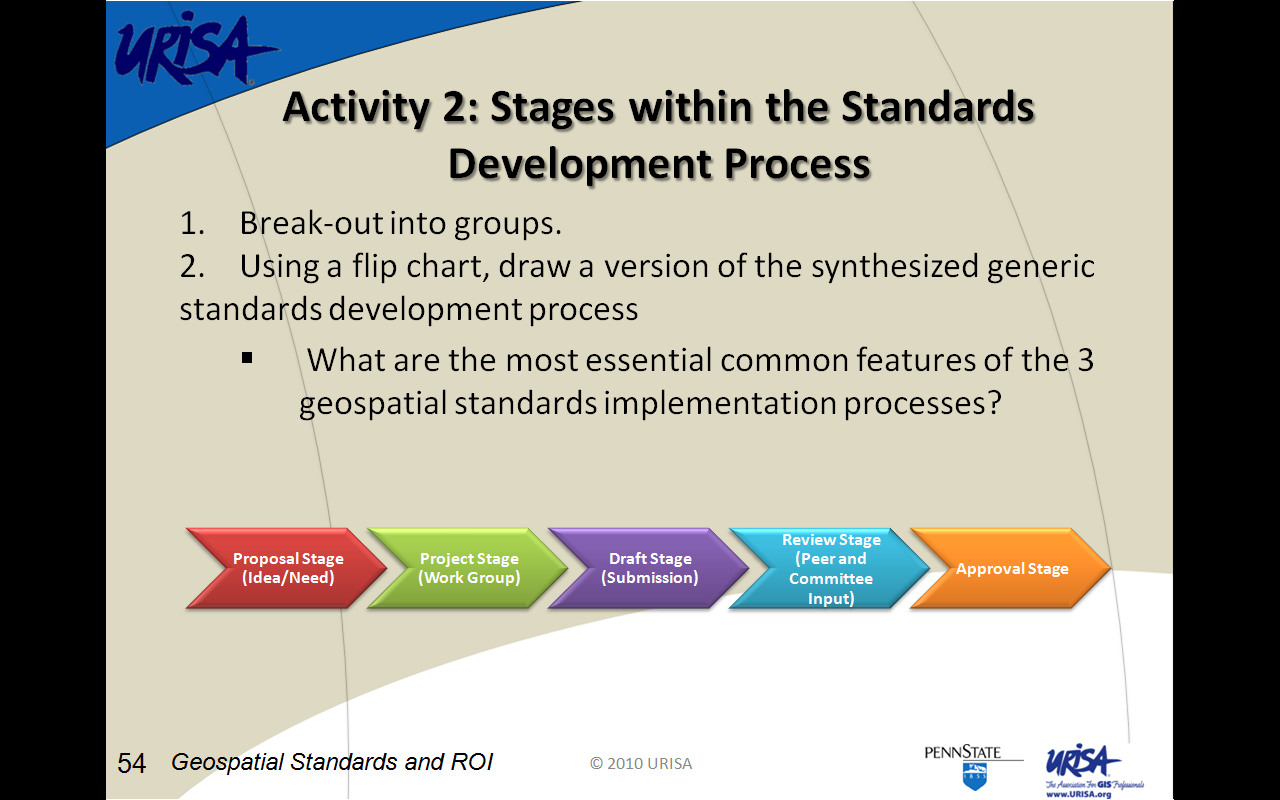 URISA
Activity 2: Stages within the Standards
Development Process
1. Break-out into groups.
2. Using a flip chart, draw a version of the synthesized generic
standards development process
▪ What are the most essential common features of the 3
geospatial standards implementation processes?
Proposal Stage
(Idea/Need)
Project Stage
(Work Group)
Draft Stage
(Submission)
Review Stage
(Peer and
Committee
Input)
Approval Stage
54 Geospatial Standards and ROI
© 2010 URISA
PENNSTATE
1855
URISA
The Association For GIS Professionals
www.URISA.org